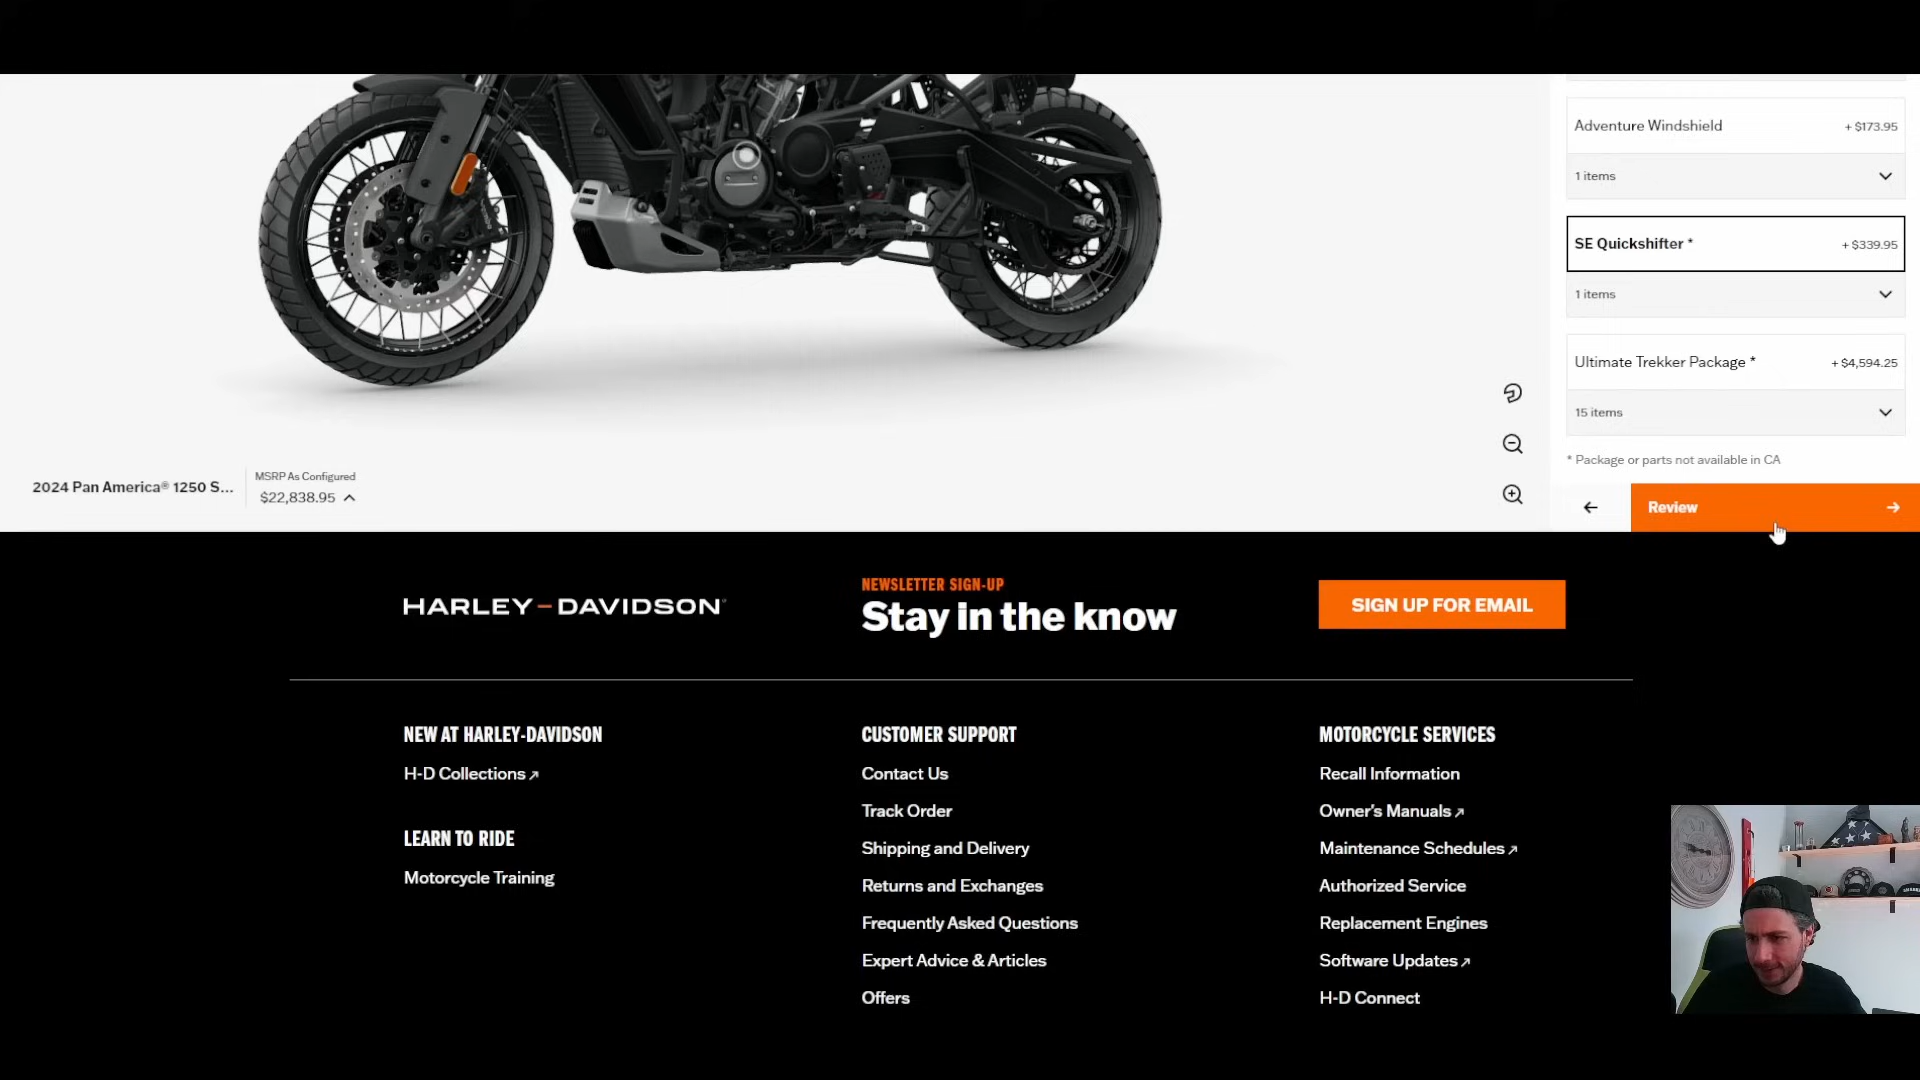 Adventure Windshield + $173.95
1 items
SE Quickshifter * + $339.95
1 items
Ultimate Trekker Package * + $4,594.25
15 items
* Package or parts not available in CA
2024 Pan America® 1250 S...
MSRP As Configured
$22,838.95
Review
HARLEY-DAVIDSON
NEWSLETTER SIGN-UP
Stay in the know
SIGN UP FOR EMAIL
NEW AT HARLEY-DAVIDSON
H-D Collections
LEARN TO RIDE
Motorcycle Training
CUSTOMER SUPPORT
Contact Us
Track Order
Shipping and Delivery
Returns and Exchanges
Frequently Asked Questions
Expert Advice & Articles
Offers
MOTORCYCLE SERVICES
Recall Information
Owner's Manuals
Maintenance Schedules
Authorized Service
Replacement Engines
Software Updates
H-D Connect